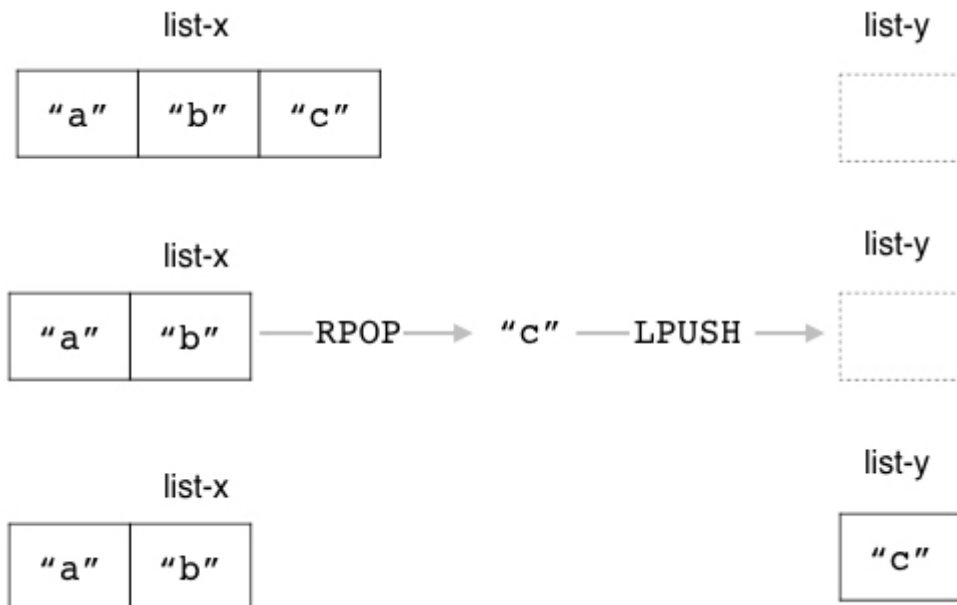 list-x list-y
“a” “b” “c”
list-x list-y
“a” “b” RPOP “c” LPUSH
list-x list-y
“a” “b” “c”